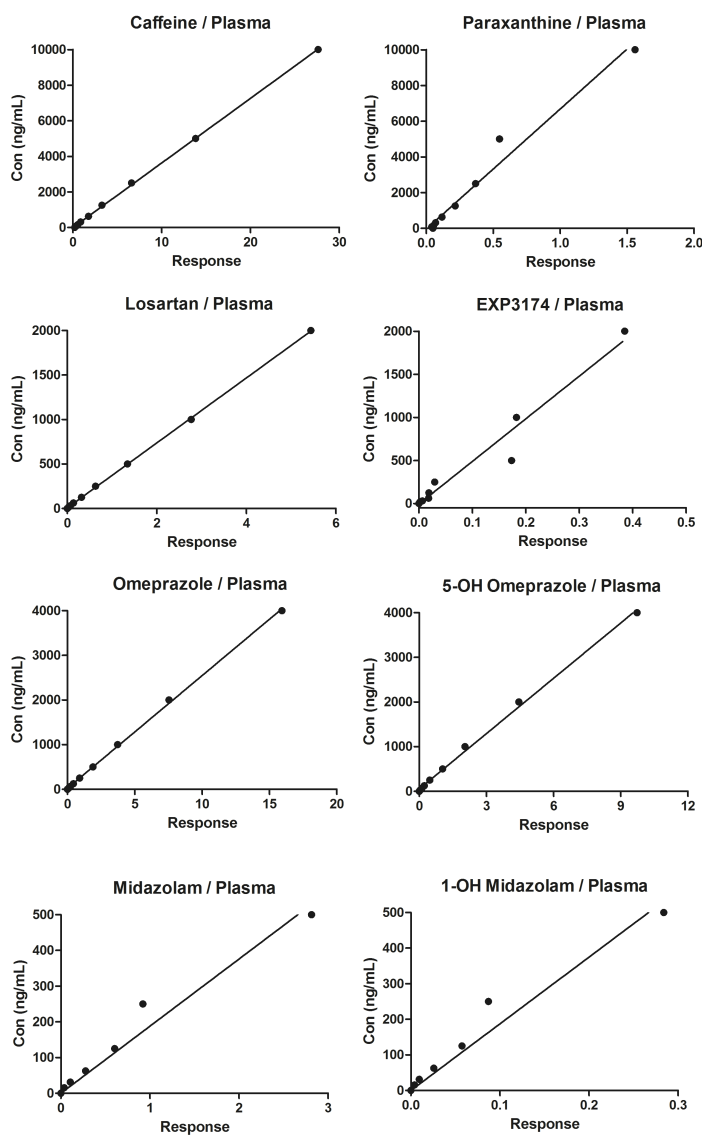 Caffeine / Plasma
10000
8000
6000
4000
2000
0
Con (ng/mL)
0 10 20 30
Response
Paraxanthine / Plasma
10000
8000
6000
4000
2000
0
Con (ng/mL)
0.0 0.5 1.0 1.5 2.0
Response
Losartan / Plasma
2000
1500
1000
500
0
Con (ng/mL)
0 2 4 6
Response
EXP3174 / Plasma
2000
1500
1000
500
0
Con (ng/mL)
0.0 0.1 0.2 0.3 0.4 0.5
Response
Omeprazole / Plasma
4000
3000
2000
1000
0
Con (ng/mL)
0 5 10 15 20
Response
5-OH Omeprazole / Plasma
4000
3000
2000
1000
0
Con (ng/mL)
0 3 6 9 12
Response
Midazolam / Plasma
500
400
300
200
100
0
Con (ng/mL)
0 1 2 3
Response
1-OH Midazolam / Plasma
500
400
300
200
100
0
Con (ng/mL)
0.0 0.1 0.2 0.3
Response